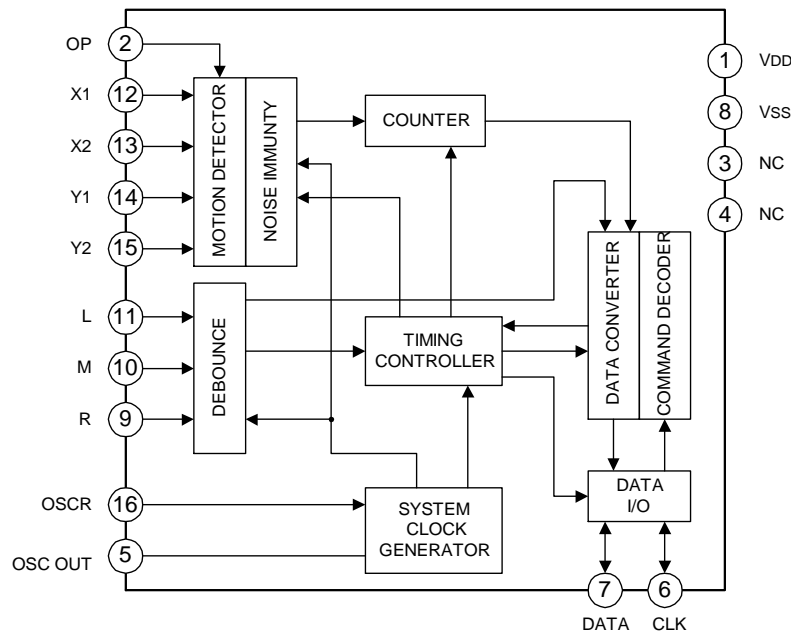 OP 2
X1 12
X2 13
Y1 14
Y2 15
L 11
M 10
R 9
OSCR 16
OSC OUT 5
MOTION DETECTOR
NOISE IMMUNTY
DEBOUNCE
COUNTER
TIMING
CONTROLLER
SYSTEM
CLOCK
GENERATOR
DATA CONVERTER
COMMAND DECODER
DATA
I/O
1 VDD
8 VSS
3 NC
4 NC
7 6
DATA CLK